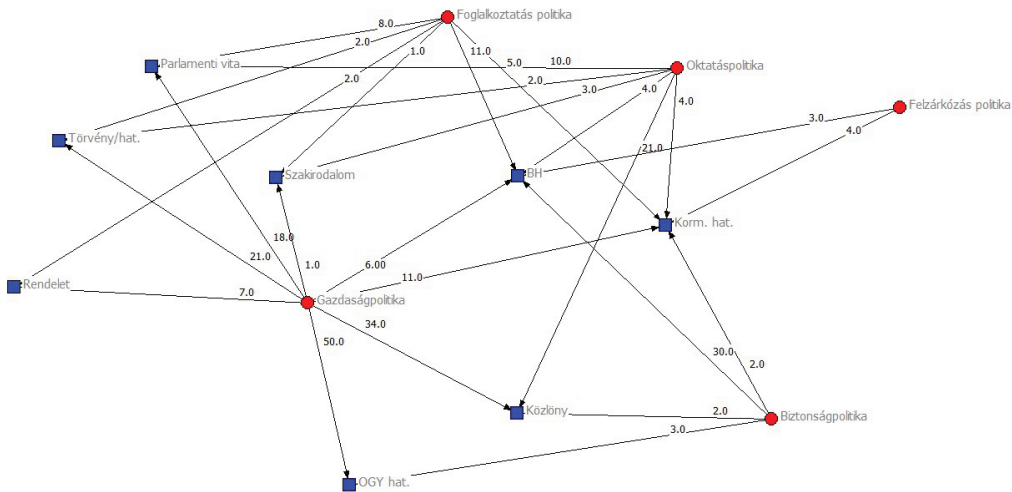 Foglalkoztatás politika
8.0
2.0
1.0
11.0
Parlamenti vita
5.0
10.0
Oktatáspolitika
2.0
2.0
3.0
4.0
4.0
Felzárkózás politika
3.0
4.0
Törvény/hat.
21.0
Szakirodalom
BH
Korm. hat.
18.0
21.0
1.0
6.00
11.0
Rendelet
7.0
Gazdaságpolitika
34.0
50.0
30.0
2.0
Közlöny
2.0
Biztonságpolitika
3.0
OGY hat.